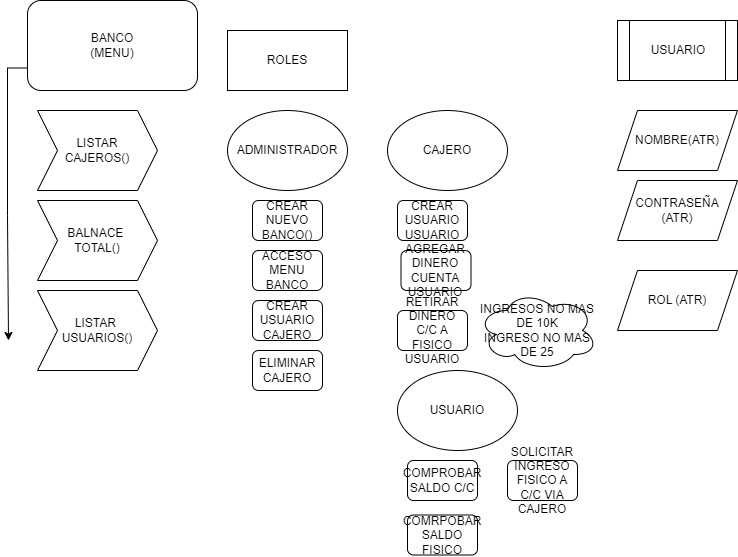 BANCO
(MENU)
LISTAR
CAJEROS()
BALNACE
TOTAL()
LISTAR
USUARIOS()
ROLES
ADMINISTRADOR
CREAR
NUEVO
BANCO()
ACCESO
MENU
BANCO
CREAR
USUARIO
CAJERO
ELIMINAR
CAJERO
CAJERO
CREAR
USUARIO
USUARIO
AGREGAR
DINERO
CUENTA
USUARIO
RETIRAR
DINERO
C/C A
FISICO
USUARIO
INGRESOS NO MAS
DE 10K
INGRESO NO MAS
DE 25
USUARIO
COMPROBAR
SALDO C/C
SOLICITAR
INGRESO
FISICO A
C/C VIA
CAJERO
COMRPOBAR
SALDO
FISICO
USUARIO
NOMBRE(ATR)
CONTRASEÑA
(ATR)
ROL (ATR)